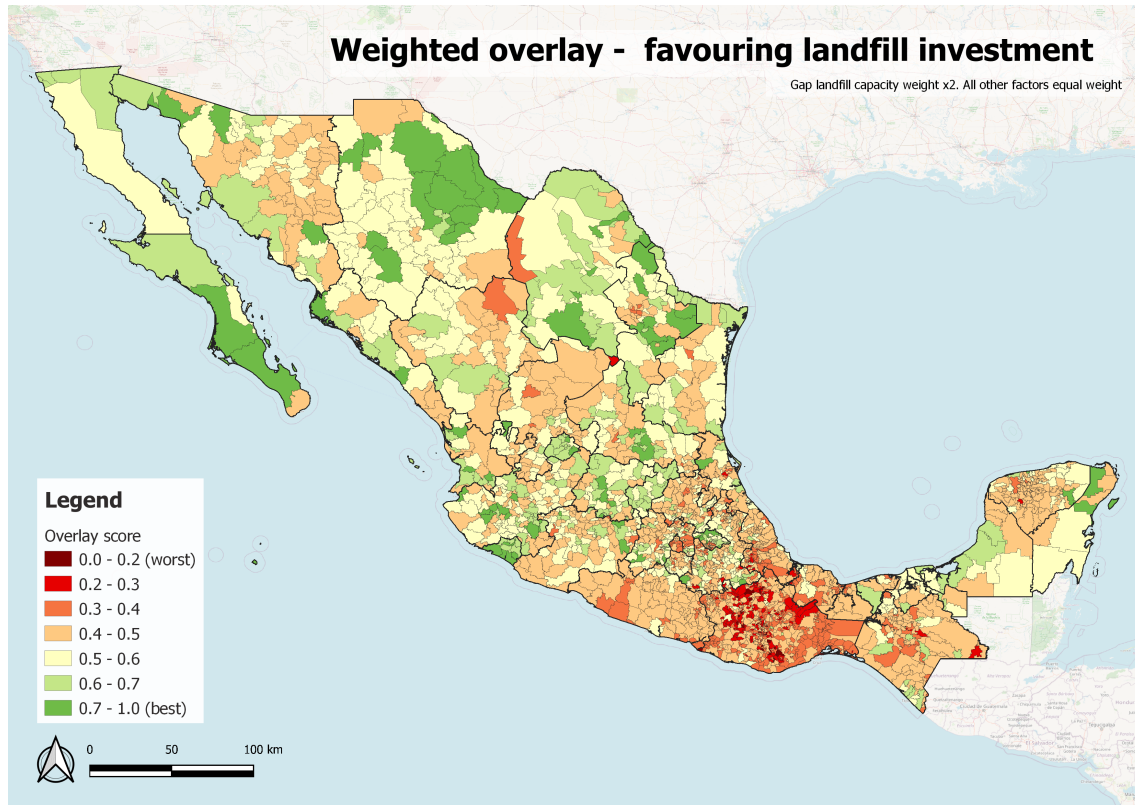 Weighted overlay - favouring landfill investment
Gap landfill capacity weight x2. All other factors equal weight
Legend
Overlay score
0.0 - 0.2 (worst)
0.2 - 0.3
0.3 - 0.4
0.4 - 0.5
0.5 - 0.6
0.6 - 0.7
0.7 - 1.0 (best)
0 50 100 km